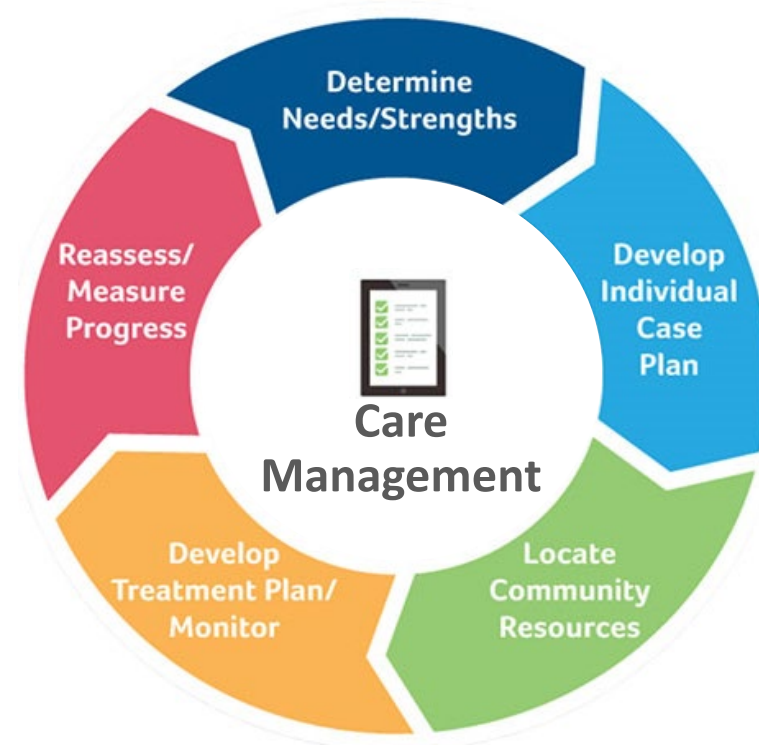 Determine
Needs/Strengths
Develop
Individual
Case
Plan
Locate
Community
Resources
Develop
Treatment Plan/
Monitor
Reassess/
Measure
Progress
Care
Management